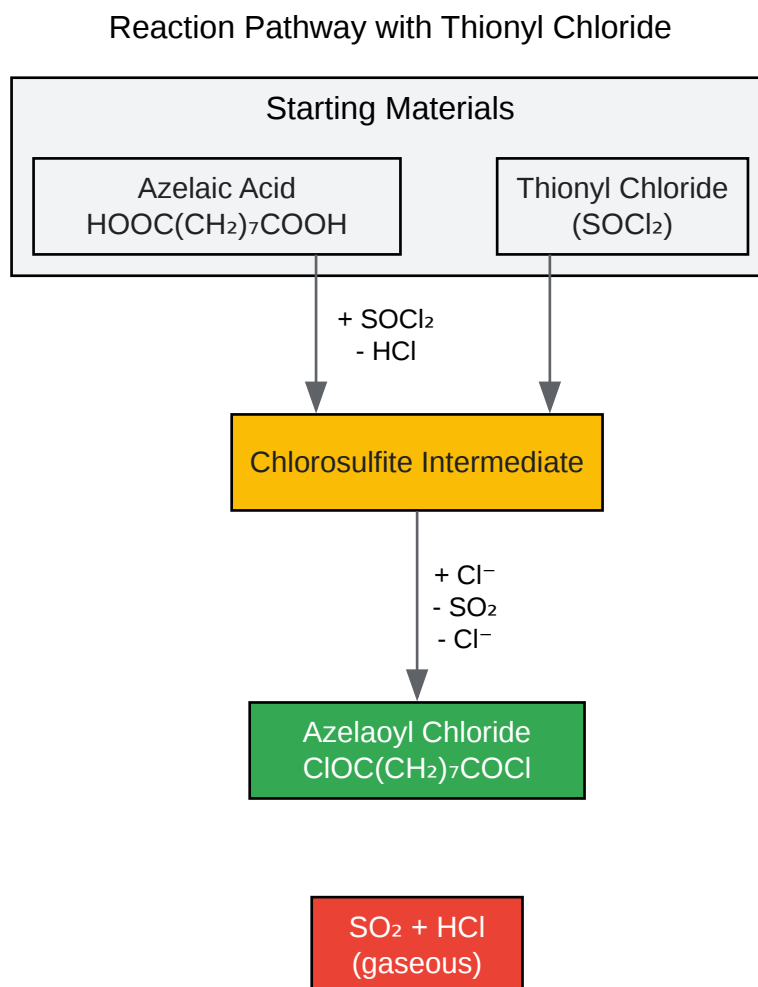 Reaction Pathway with Thionyl Chloride
Starting Materials
Azelaic Acid
HOOC(CH₂)₇COOH
Thionyl Chloride
(SOCl₂)
+ SOCl₂
- HCl
Chlorosulfite Intermediate
+ Cl⁻
- SO₂
- Cl⁻
Azelaoyl Chloride
ClOC(CH₂)₇COCl
SO₂ + HCl
(gaseous)